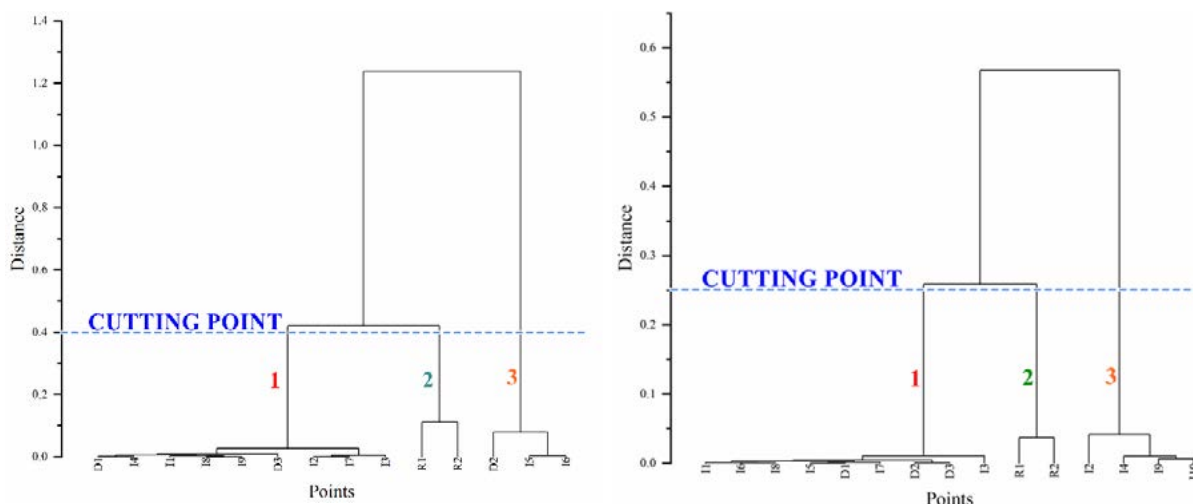 1.4
1.2
1.0
0.8
0.6
0.4
0.2
0.0
Distance
CUTTING POINT
1
2
3
D1 I4 I1 I8 I9 D3 I2 I7 I3 R1 R2 D2 I5 I6
Points
0.6
0.5
0.4
0.3
0.2
0.1
0.0
Distance
CUTTING POINT
1
2
3
I1 I6 I8 I5 D1 I7 D2 D3 I3 R1 R2 I2 I4 I9
Points